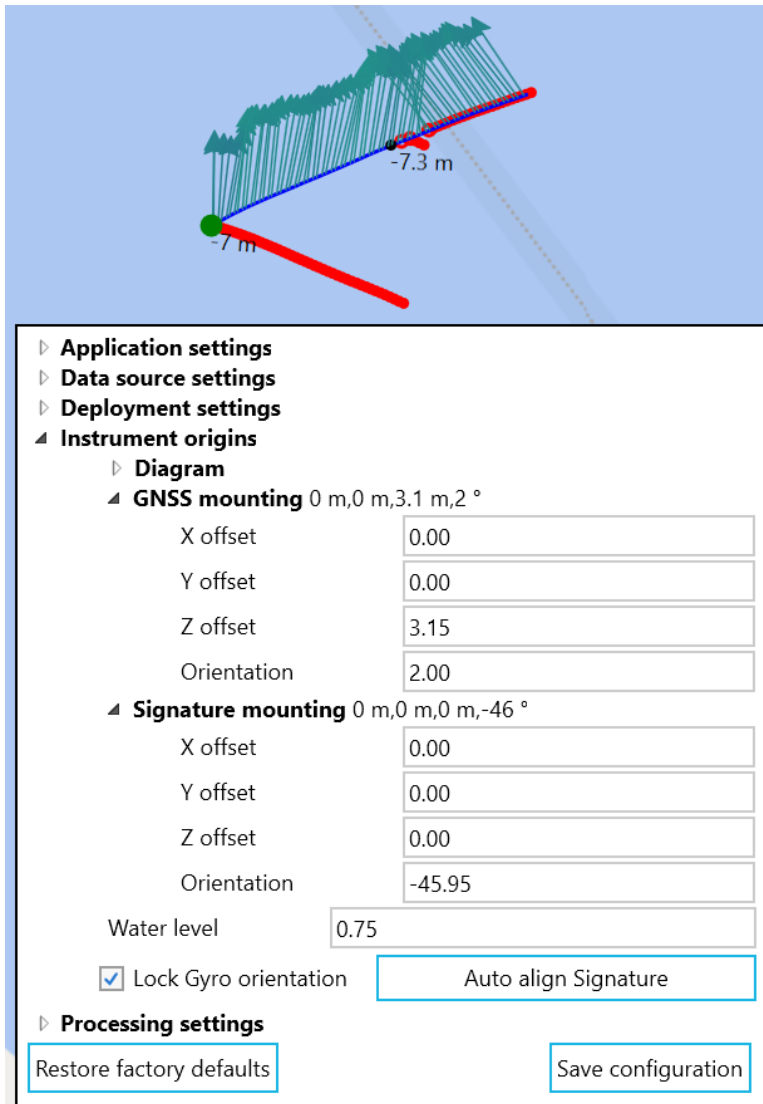 -7.3 m
-7 m
Application settings
Data source settings
Deployment settings
Instrument origins
Diagram
GNSS mounting 0 m,0 m,3.1 m,2 °
X offset 0.00
Y offset 0.00
Z offset 3.15
Orientation 2.00
Signature mounting 0 m,0 m,0 m,-46 °
X offset 0.00
Y offset 0.00
Z offset 0.00
Orientation -45.95
Water level 0.75
Lock Gyro orientation Auto align Signature
Processing settings
Restore factory defaults Save configuration